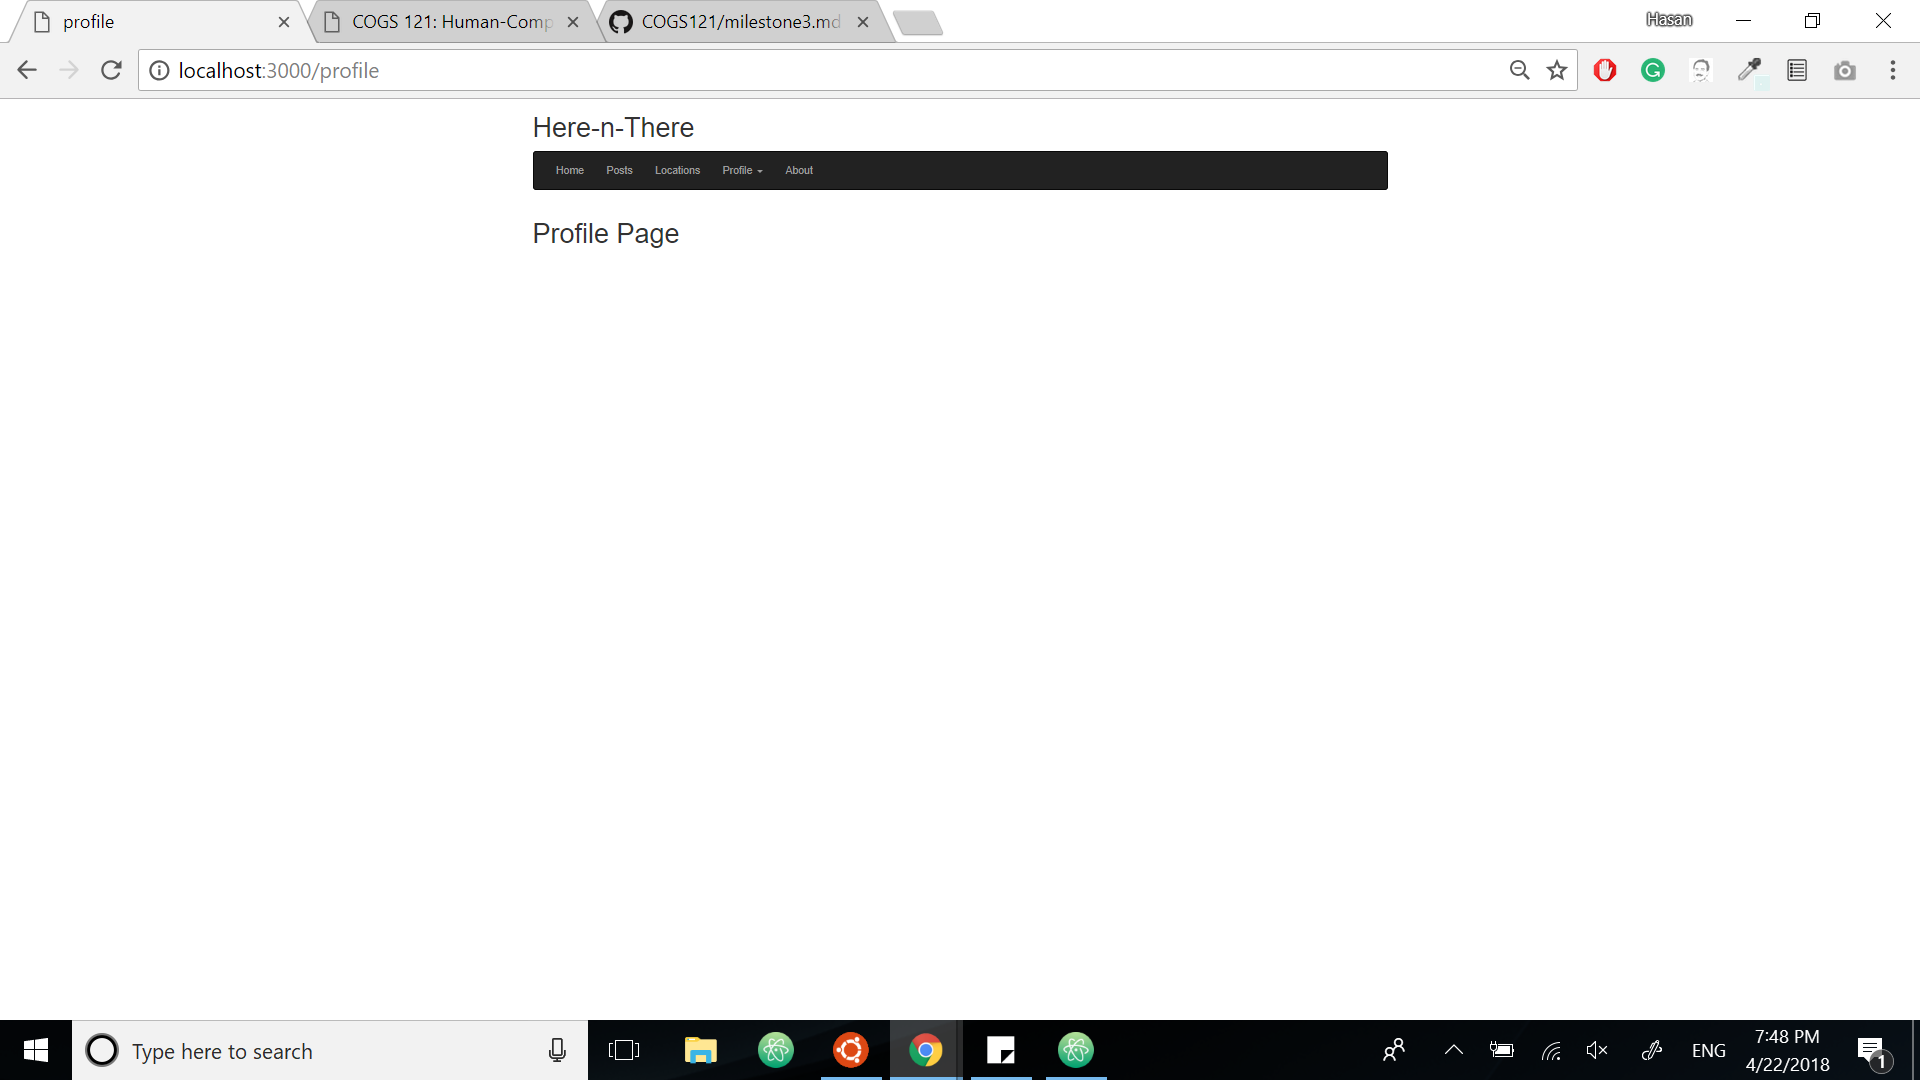 profile
COGS 121: Human-Comp
COGS121/milestone3.md
Hasan
localhost:3000/profile
Here-n-There
Home Posts Locations Profile About
Profile Page
Type here to search
ENG
7:48 PM
4/22/2018
1